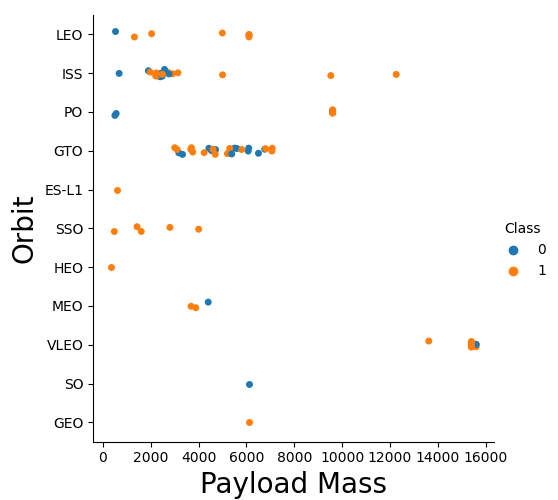 LEO
ISS
PO
GTO
ES-L1
SSO
HEO
MEO
VLEO
SO
GEO
Orbit
0 2000 4000 6000 8000 10000 12000 14000 16000
Payload Mass
Class
0
1